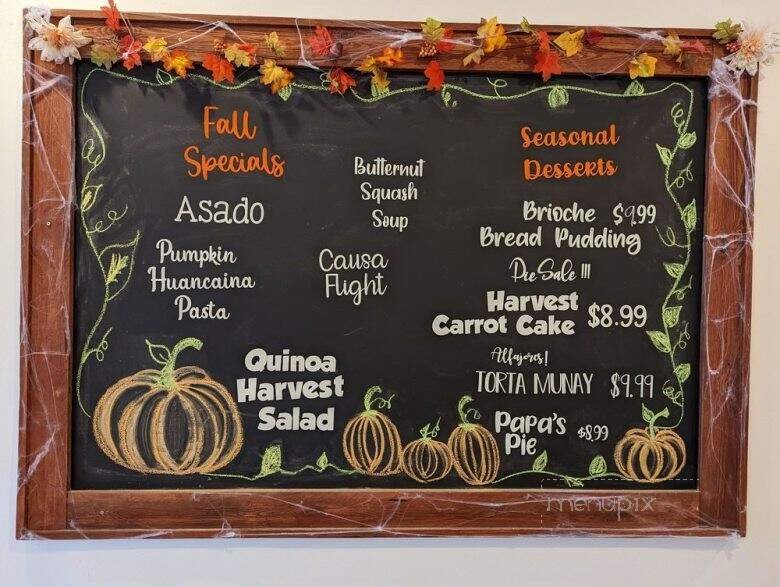 Fall
Specials
Asado
Pumpkin
Huancaina
Pasta
Butternut
Squash
Soup
Causa
Flight
Quinoa
Harvest
Salad
Seasonal
Desserts
Brioche $9.99
Bread Pudding
Pie Sale !!!
Harvest
Carrot Cake $8.99
Alfajores!
TORTA MUNAY $9.99
Papa's
Pie $8.99
menupix